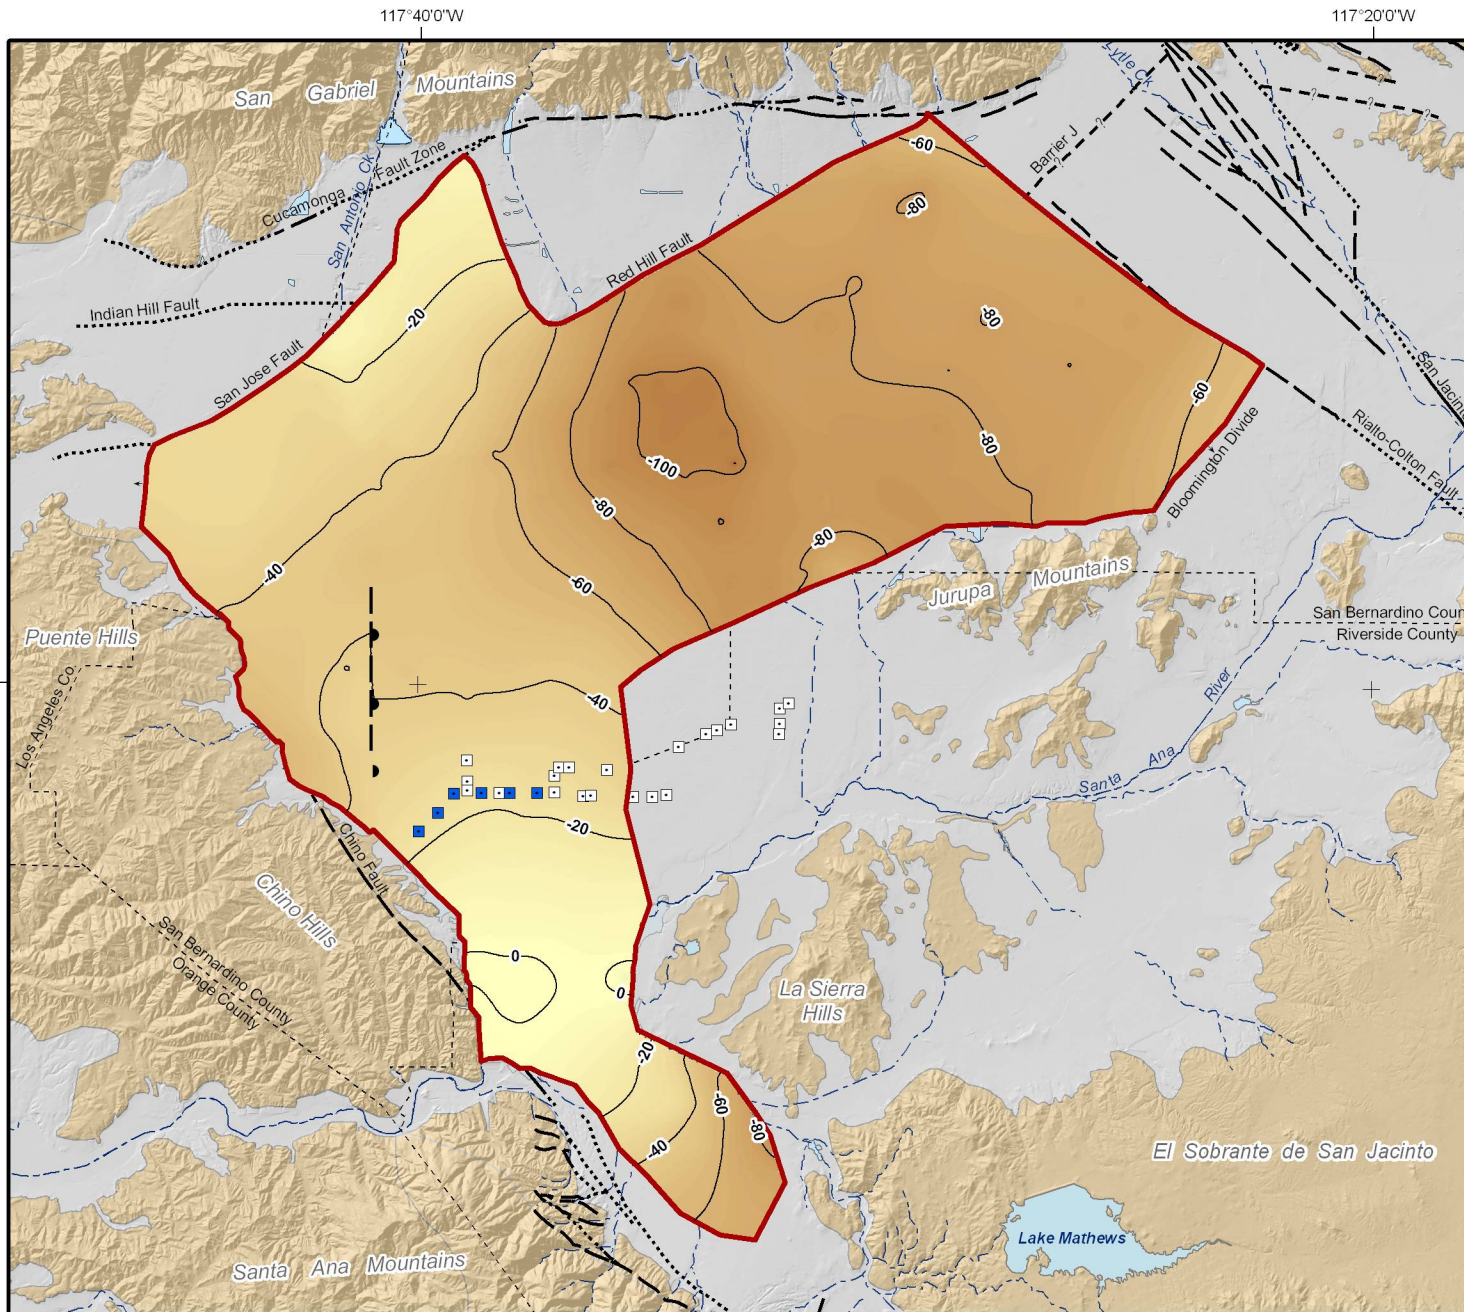 117°40'0"W
117°20'0"W
San Gabriel Mountains
Lytle Ck
Cucamonga Fault Zone
San Antonio Ck
Barrier J
?
?
?
?
?
-60
-80
Red Hill Fault
Indian Hill Fault
-20
-80
San Jose Fault
San Jacinto
-60
Rialto-Colton Fault
Bloomington Divide
-100
-80
-80
-80
-40
-60
Jurupa Mountains
San Bernardino Coun
Riverside County
Puente Hills
Los Angeles Co.
-40
River
Santa Ana
-20
Chino Fault
Chino Hills
San Bernardino County
Orange County
0
0
La Sierra
Hills
-20
-60
-80
-40
El Sobrante de San Jacinto
Lake Mathews
Santa Ana Mountains